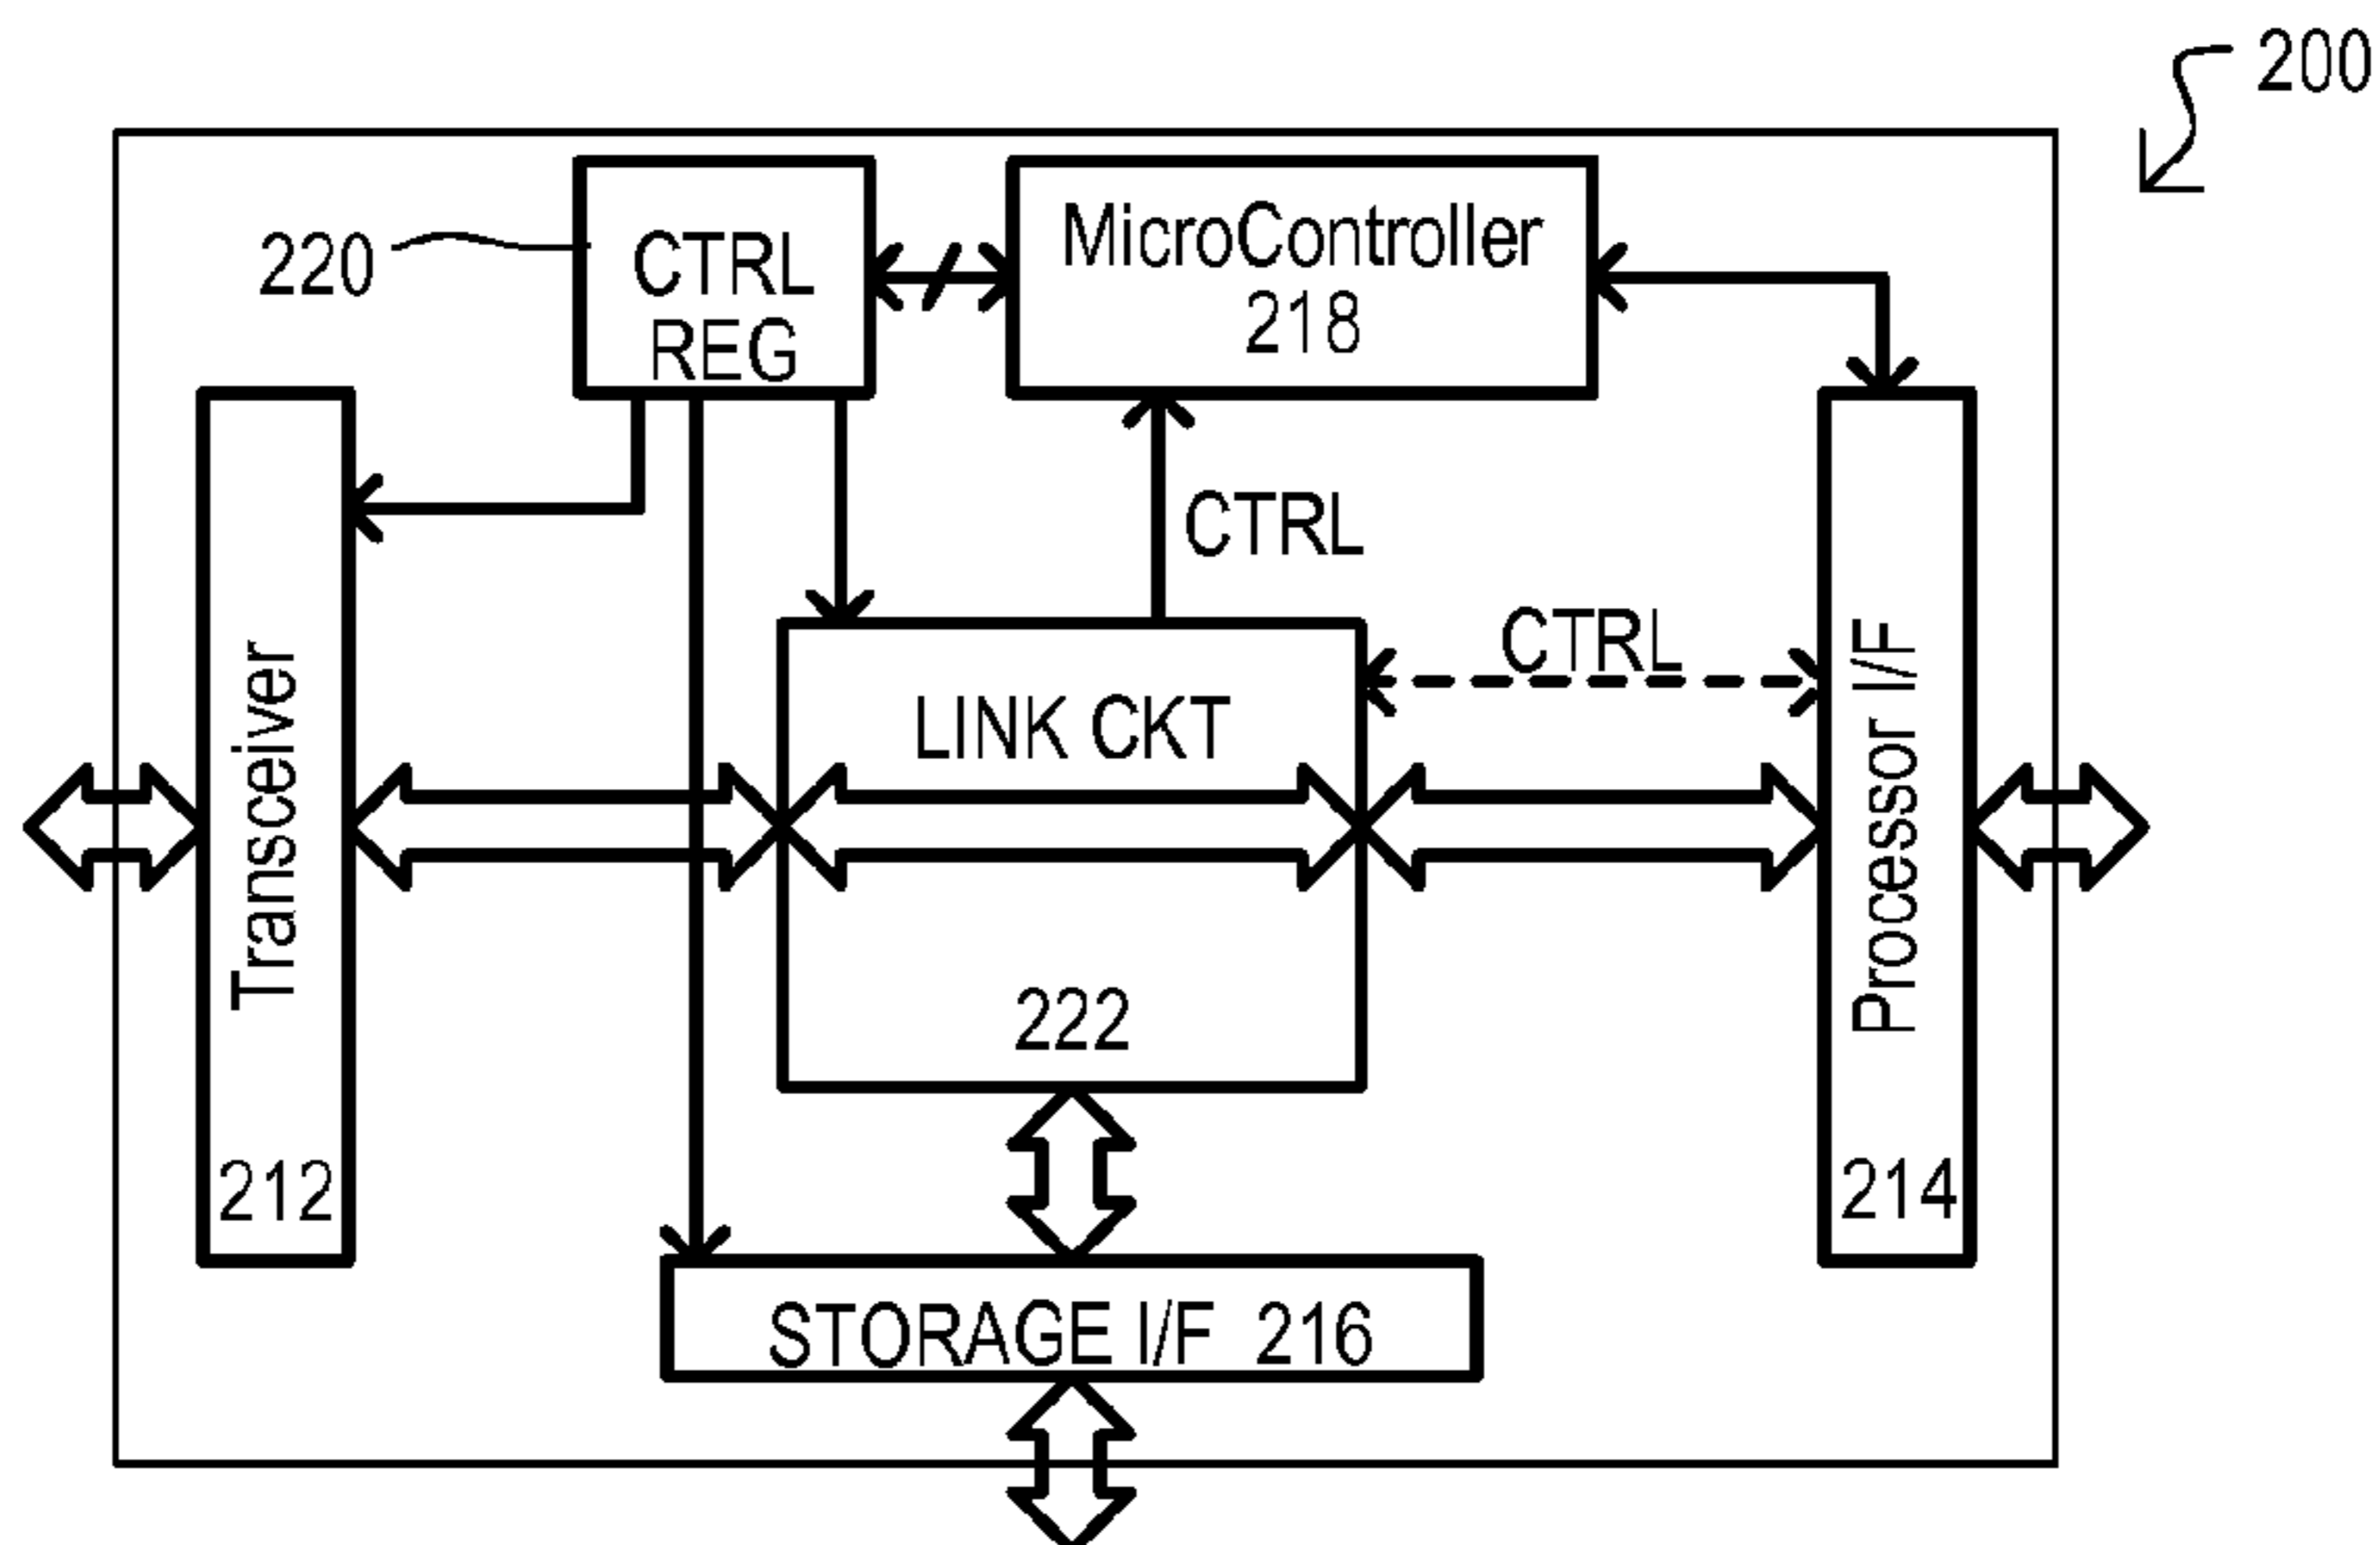 200
220
CTRL
REG
MicroController
218
CTRL
CTRL
Transceiver
212
LINK CKT
222
Processor I/F
214
STORAGE I/F 216